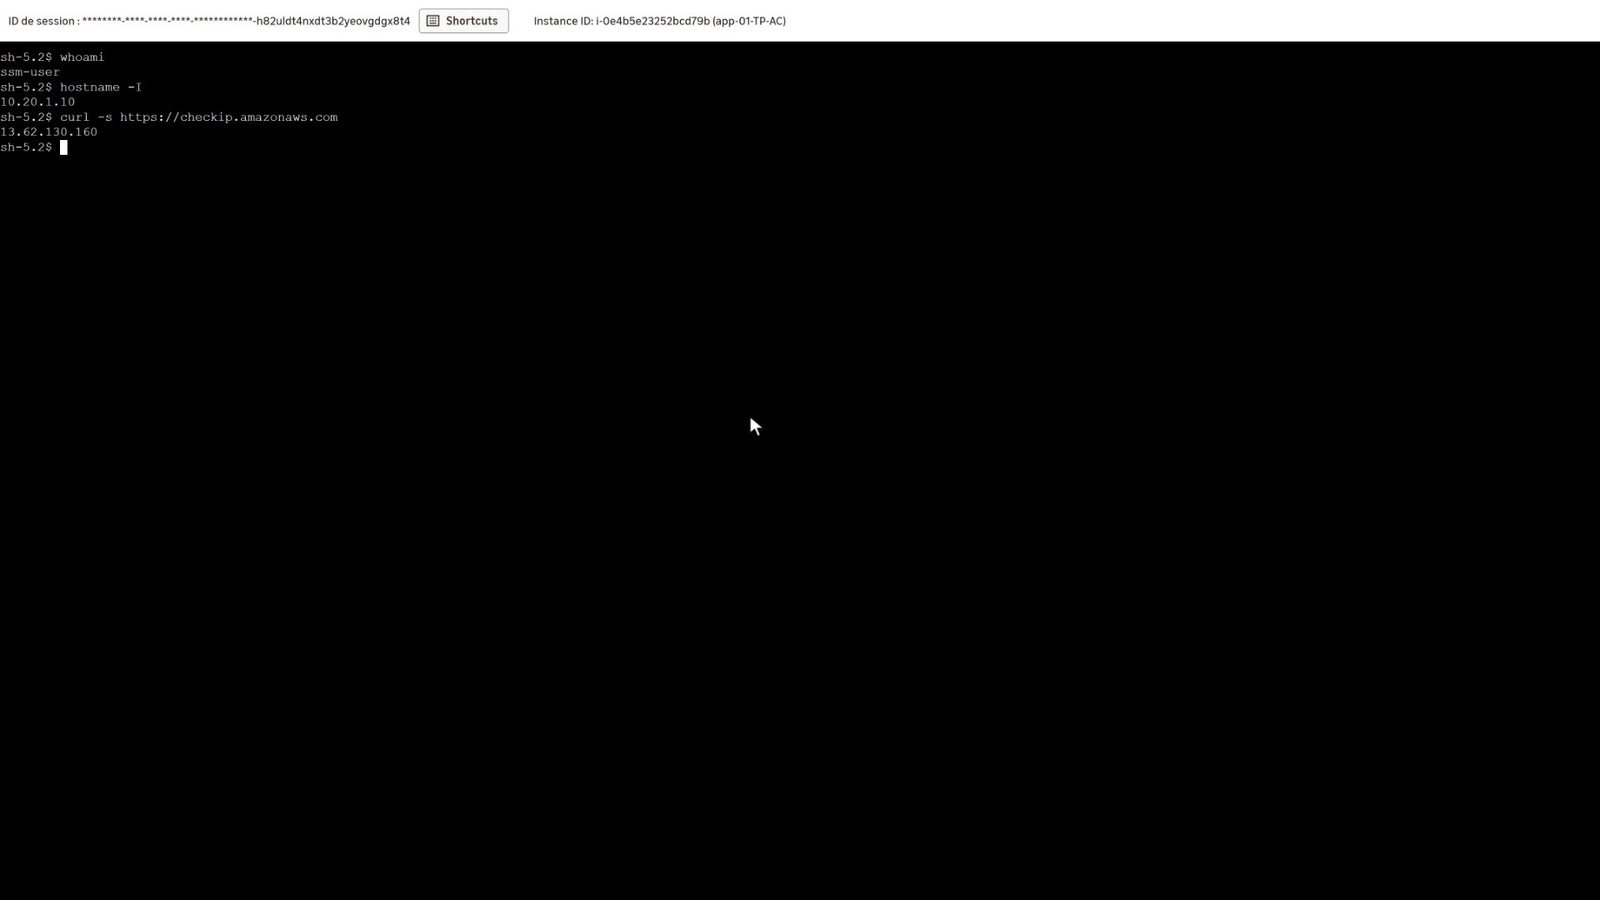 ID de session : ********-****-****-****-************-h82uldt4nxdt3b2yeovgdgx8t4 Shortcuts Instance ID: i-0e4b5e23252bcd79b (app-01-TP-AC)
sh-5.2$ whoami
ssm-user
sh-5.2$ hostname -I
10.20.1.10
sh-5.2$ curl -s https://checkip.amazonaws.com
13.62.130.160
sh-5.2$